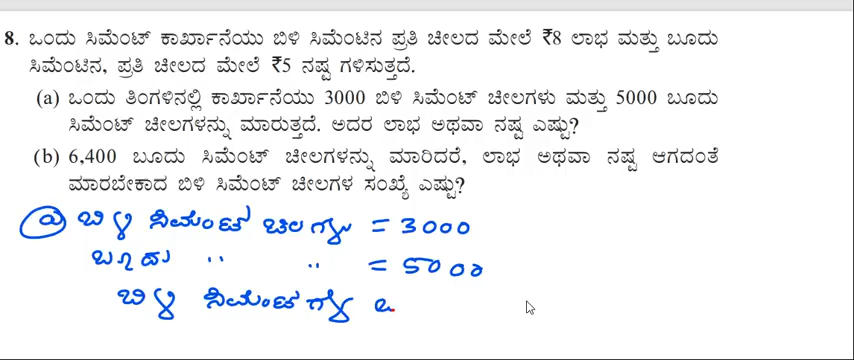 8. ಒಂದು ಸಿಮೆಂಟ್ ಕಾರ್ಖಾನೆಯು ಬಿಳಿ ಸಿಮೆಂಟಿನ ಪ್ರತಿ ಚೀಲದ ಮೇಲೆ ₹8 ಲಾಭ ಮತ್ತು ಬೂದು
ಸಿಮೆಂಟಿನ, ಪ್ರತಿ ಚೀಲದ ಮೇಲೆ ₹5 ನಷ್ಟ ಗಳಿಸುತ್ತದೆ.
(a) ಒಂದು ತಿಂಗಳಿನಲ್ಲಿ ಕಾರ್ಖಾನೆಯು 3000 ಬಿಳಿ ಸಿಮೆಂಟ್ ಚೀಲಗಳು ಮತ್ತು 5000 ಬೂದು
ಸಿಮೆಂಟ್ ಚೀಲಗಳನ್ನು ಮಾರುತ್ತದೆ. ಅದರ ಲಾಭ ಅಥವಾ ನಷ್ಟ ಎಷ್ಟು?
(b) 6,400 ಬೂದು ಸಿಮೆಂಟ್ ಚೀಲಗಳನ್ನು ಮಾರಿದರೆ, ಲಾಭ ಅಥವಾ ನಷ್ಟ ಆಗದಂತೆ
ಮಾರಬೇಕಾದ ಬಿಳಿ ಸಿಮೆಂಟ್ ಚೀಲಗಳ ಸಂಖ್ಯೆ ಎಷ್ಟು?
a) ಬಿಳಿ ಸಿಮೆಂಟ್ ಚೀಲಗಳು = 3000
ಬೂದು " " = 5000
ಬಿಳಿ ಸಿಮೆಂಟ್